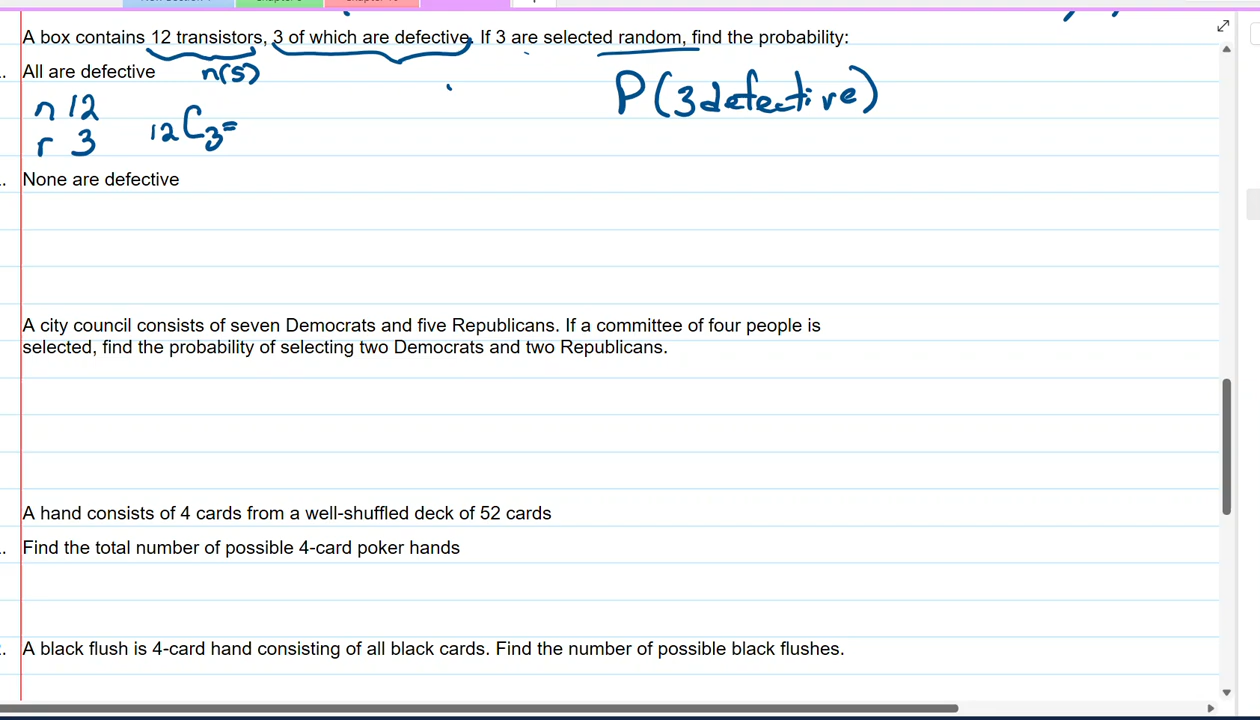 A box contains 12 transistors, 3 of which are defective. If 3 are selected random, find the probability:
All are defective
n(s)
P(3 defective)
n 12
r 3
12C3=
None are defective
A city council consists of seven Democrats and five Republicans. If a committee of four people is
selected, find the probability of selecting two Democrats and two Republicans.
A hand consists of 4 cards from a well-shuffled deck of 52 cards
Find the total number of possible 4-card poker hands
A black flush is 4-card hand consisting of all black cards. Find the number of possible black flushes.